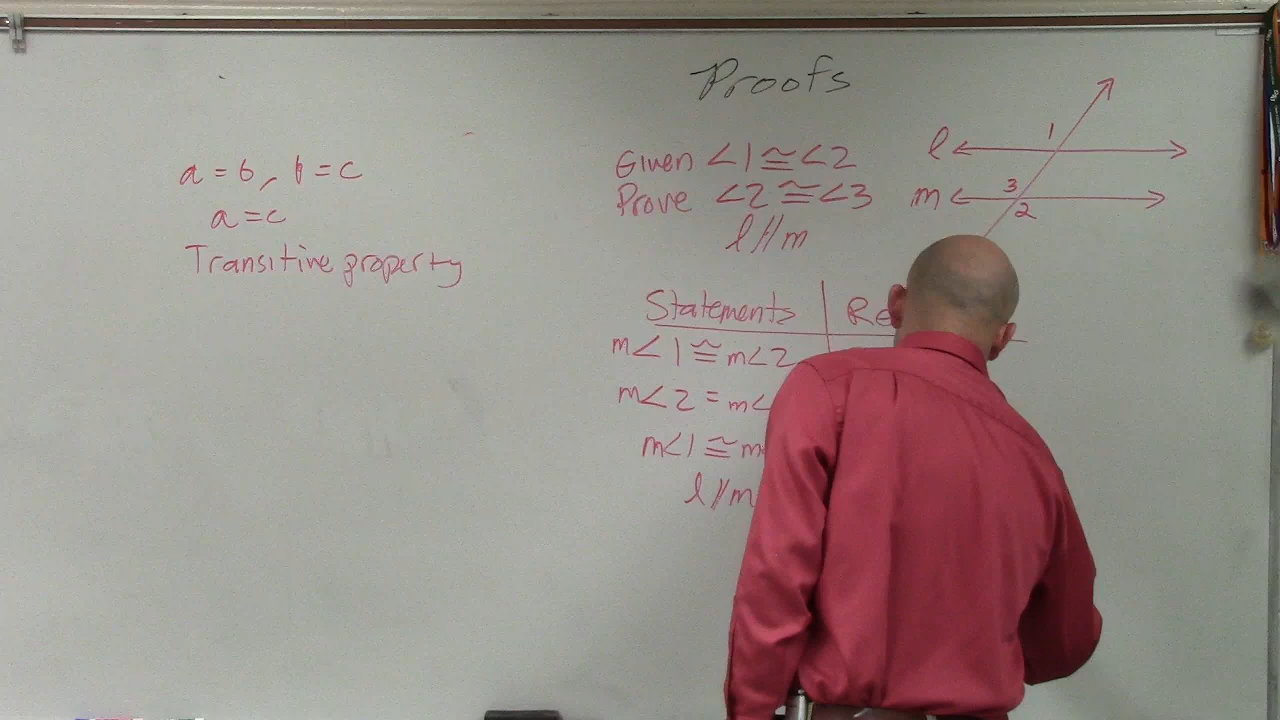 Proofs
a = b, b = c
a = c
Transitive property
Given ∠1 ≅ ∠2
Prove ∠2 ≅ ∠3
l // m
1
l
3
m
2
Statements
m∠1 ≅ m∠2
m∠2 = m∠
m∠1 ≅ m
l // m